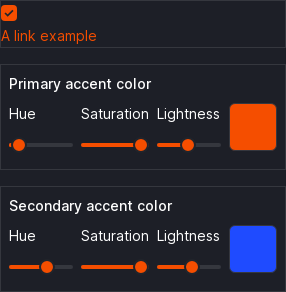 A link example
Primary accent color
Hue Saturation Lightness
Secondary accent color
Hue Saturation Lightness